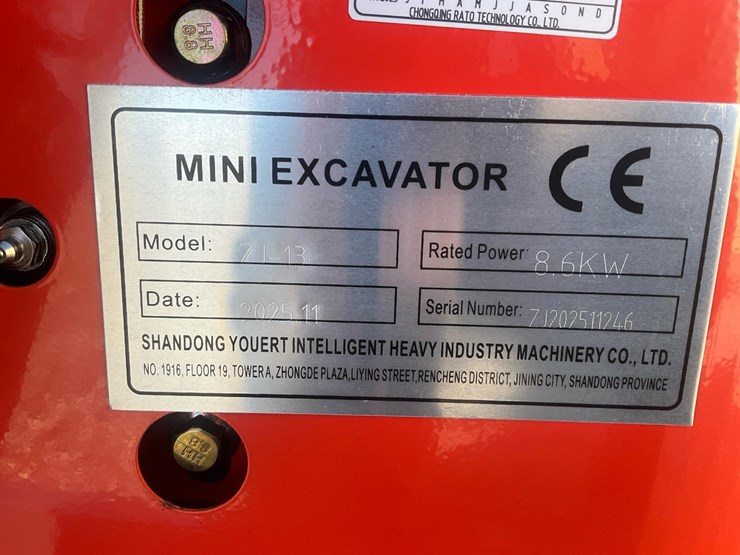 J F M A M J J A S O N D
CHONGQING RATO TECHNOLOGY CO., LTD.
HH
8.8
MINI EXCAVATOR CE
Model: ZJ-13
Rated Power: 8.6KW
Date: 2025.11
Serial Number: ZJ202511246
SHANDONG YOUERT INTELLIGENT HEAVY INDUSTRY MACHINERY CO., LTD.
NO. 1916, FLOOR 19, TOWER A, ZHONGDE PLAZA, LIYING STREET, RENCHENG DISTRICT, JINING CITY, SHANDONG PROVINCE
8.8
HH